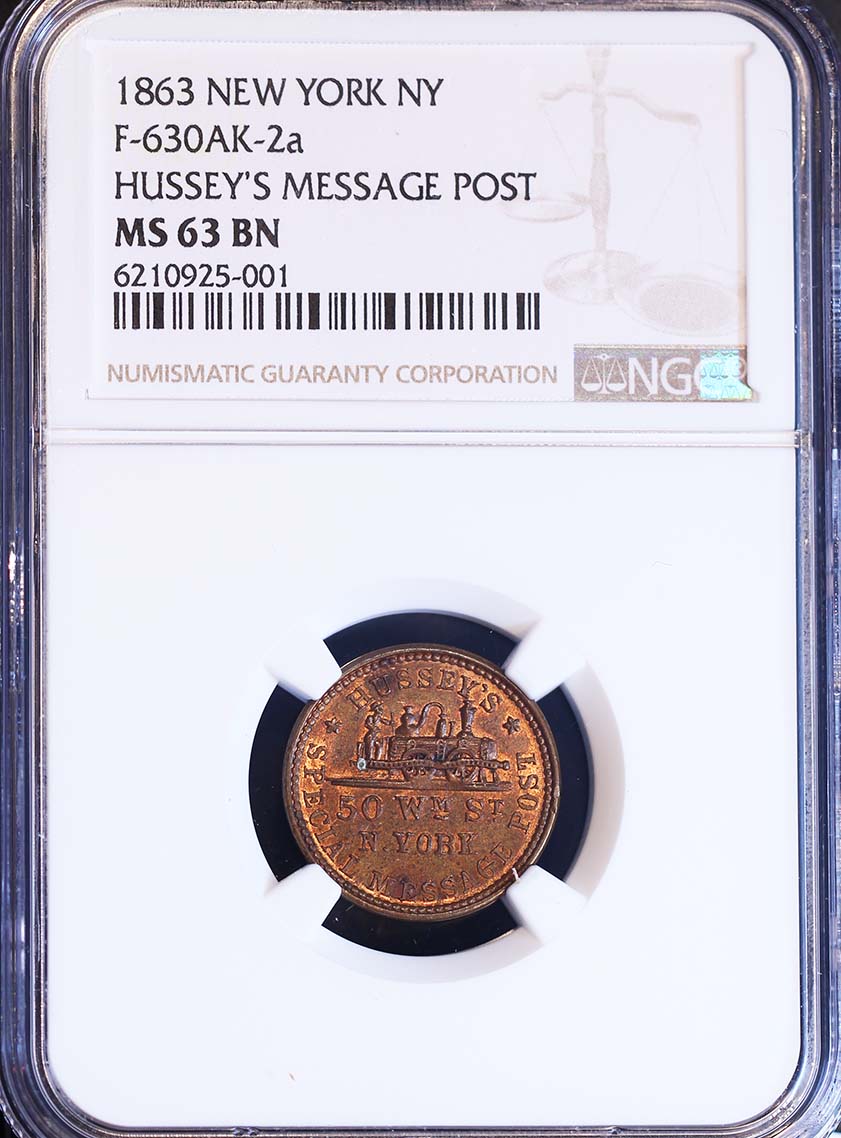 1863 NEW YORK NY
F-630AK-2a
HUSSEY'S MESSAGE POST
MS 63 BN
6210925-001
NUMISMATIC GUARANTY CORPORATION
NGC
HUSSEY'S
50 WM ST
N. YORK
SPECIAL MESSAGE POST